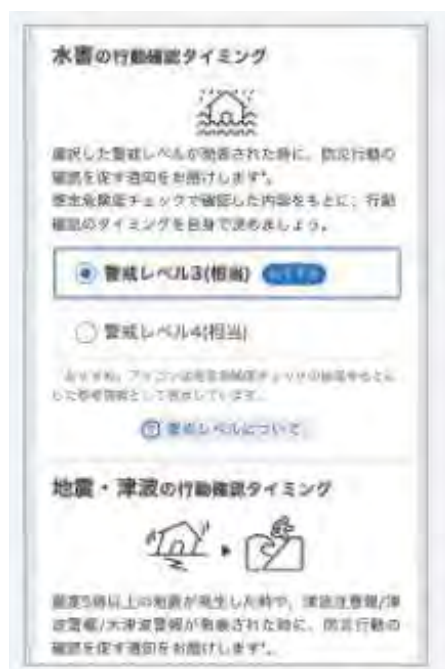 水害の行動確認タイミング
選択した警戒レベルが発表された時に、防災行動の
確認を促す通知をお届けします*。
想定危険度チェックで確認した内容をもとに、行動
確認のタイミングを自身で決めましょう。
警戒レベル3(相当) おすすめ
警戒レベル4(相当)
警戒レベルについて
地震・津波の行動確認タイミング
震度5弱以上の地震が発生した時や、津波注意報/津
波警報/大津波警報が発表された時に、防災行動の
確認を促す通知をお届けします*。